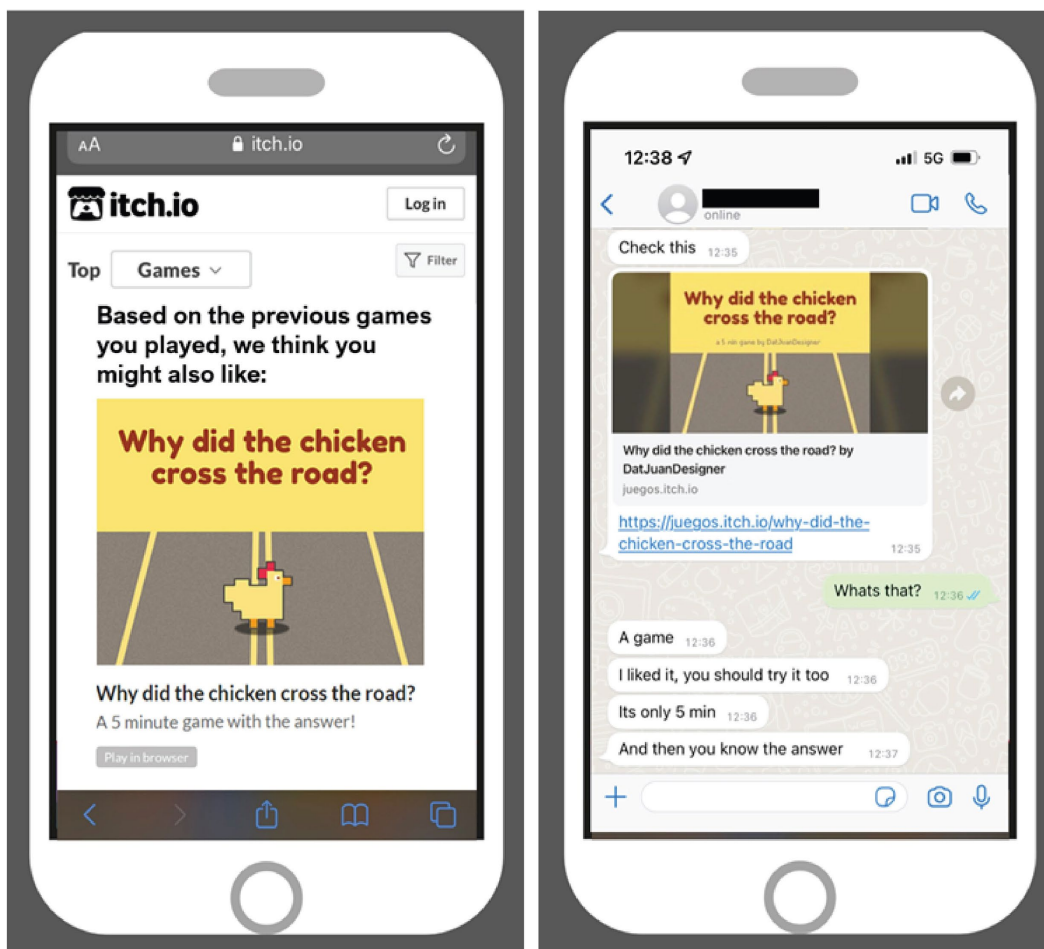 AA
itch.io
itch.io
Log in
Top
Games
Filter
Based on the previous games
you played, we think you
might also like:
Why did the chicken
cross the road?
Why did the chicken cross the road?
A 5 minute game with the answer!
Play in browser
12:38
5G
online
Check this 12:35
Why did the chicken
cross the road?
a 5 min game by DatJuanDesigner
Why did the chicken cross the road? by
DatJuanDesigner
juegos.itch.io
https://juegos.itch.io/why-did-the-
chicken-cross-the-road
12:35
Whats that? 12:36
A game 12:36
I liked it, you should try it too 12:36
Its only 5 min 12:36
And then you know the answer 12:37